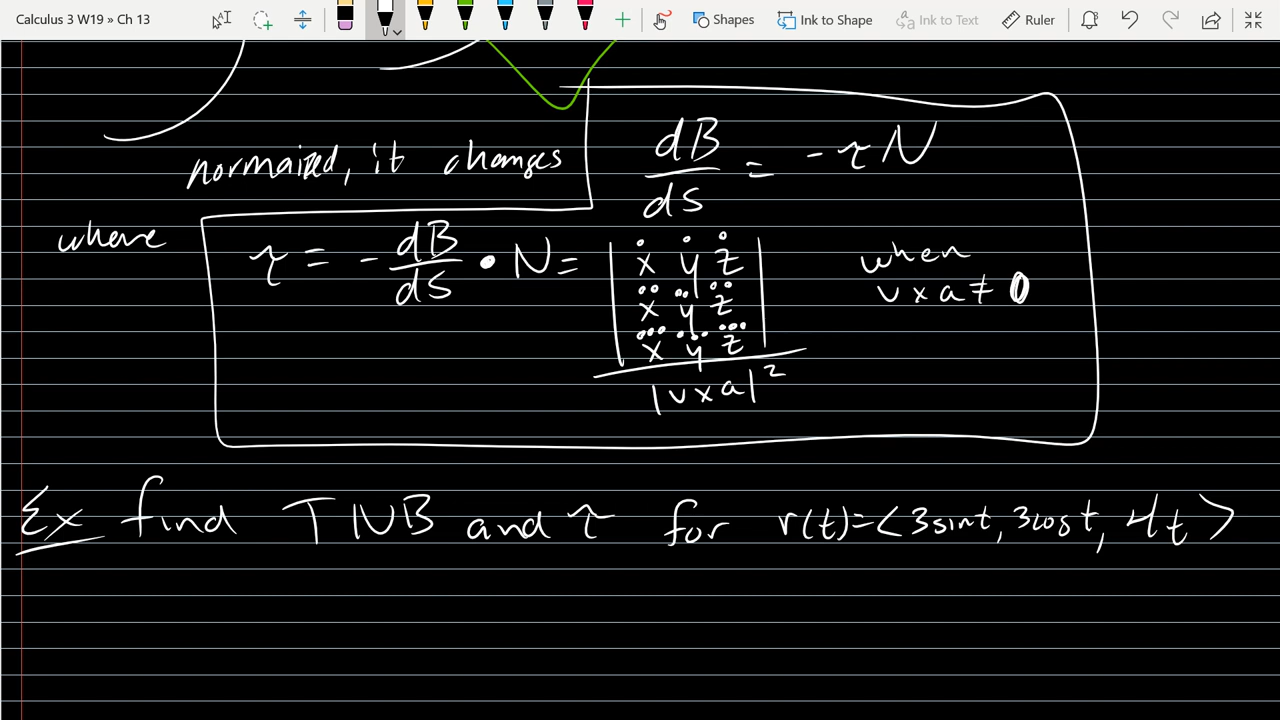 Calculus 3 W19 » Ch 13
Shapes Ink to Shape Ink to Text Ruler
dB/ds = -τN
normaized, it changes
where τ = -dB/ds • N = |ẋ ẏ ż; ẍ ÿ z̈; x⃛ y⃛ z⃛| / |v×a|² when v×a≠0
Ex find TNB and τ for r(t)=<3sint, 3cost, 4t>